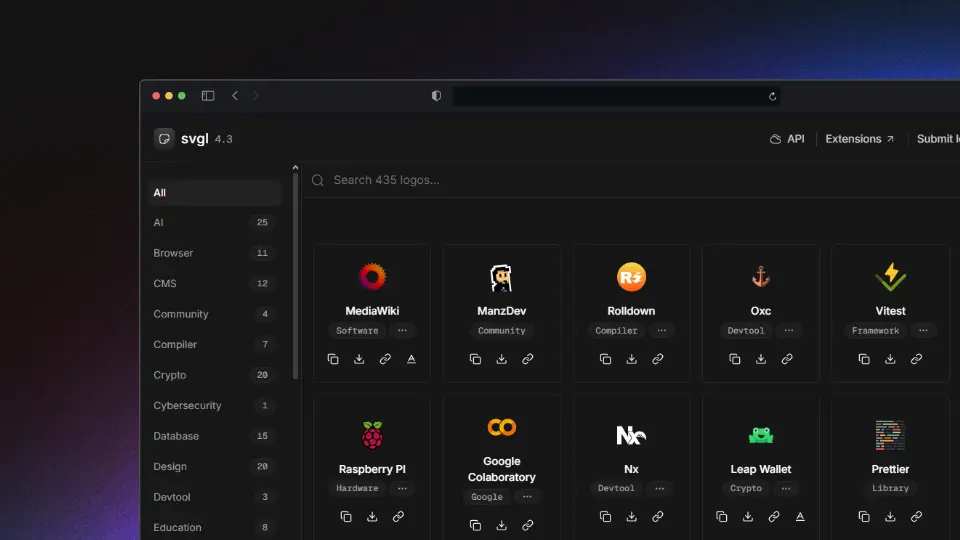 svgl 4.3
API
Extensions
Submit l
All
AI 25
Browser 11
CMS 12
Community 4
Compiler 7
Crypto 20
Cybersecurity 1
Database 15
Design 20
Devtool 3
Education 8
Search 435 logos...
MediaWiki
Software ...
ManzDev
Community
Rolldown
Compiler ...
Oxc
Devtool ...
Vitest
Framework ...
Raspberry PI
Hardware ...
Google
Colaboratory
Google ...
Nx
Devtool ...
Leap Wallet
Crypto ...
Prettier
Library